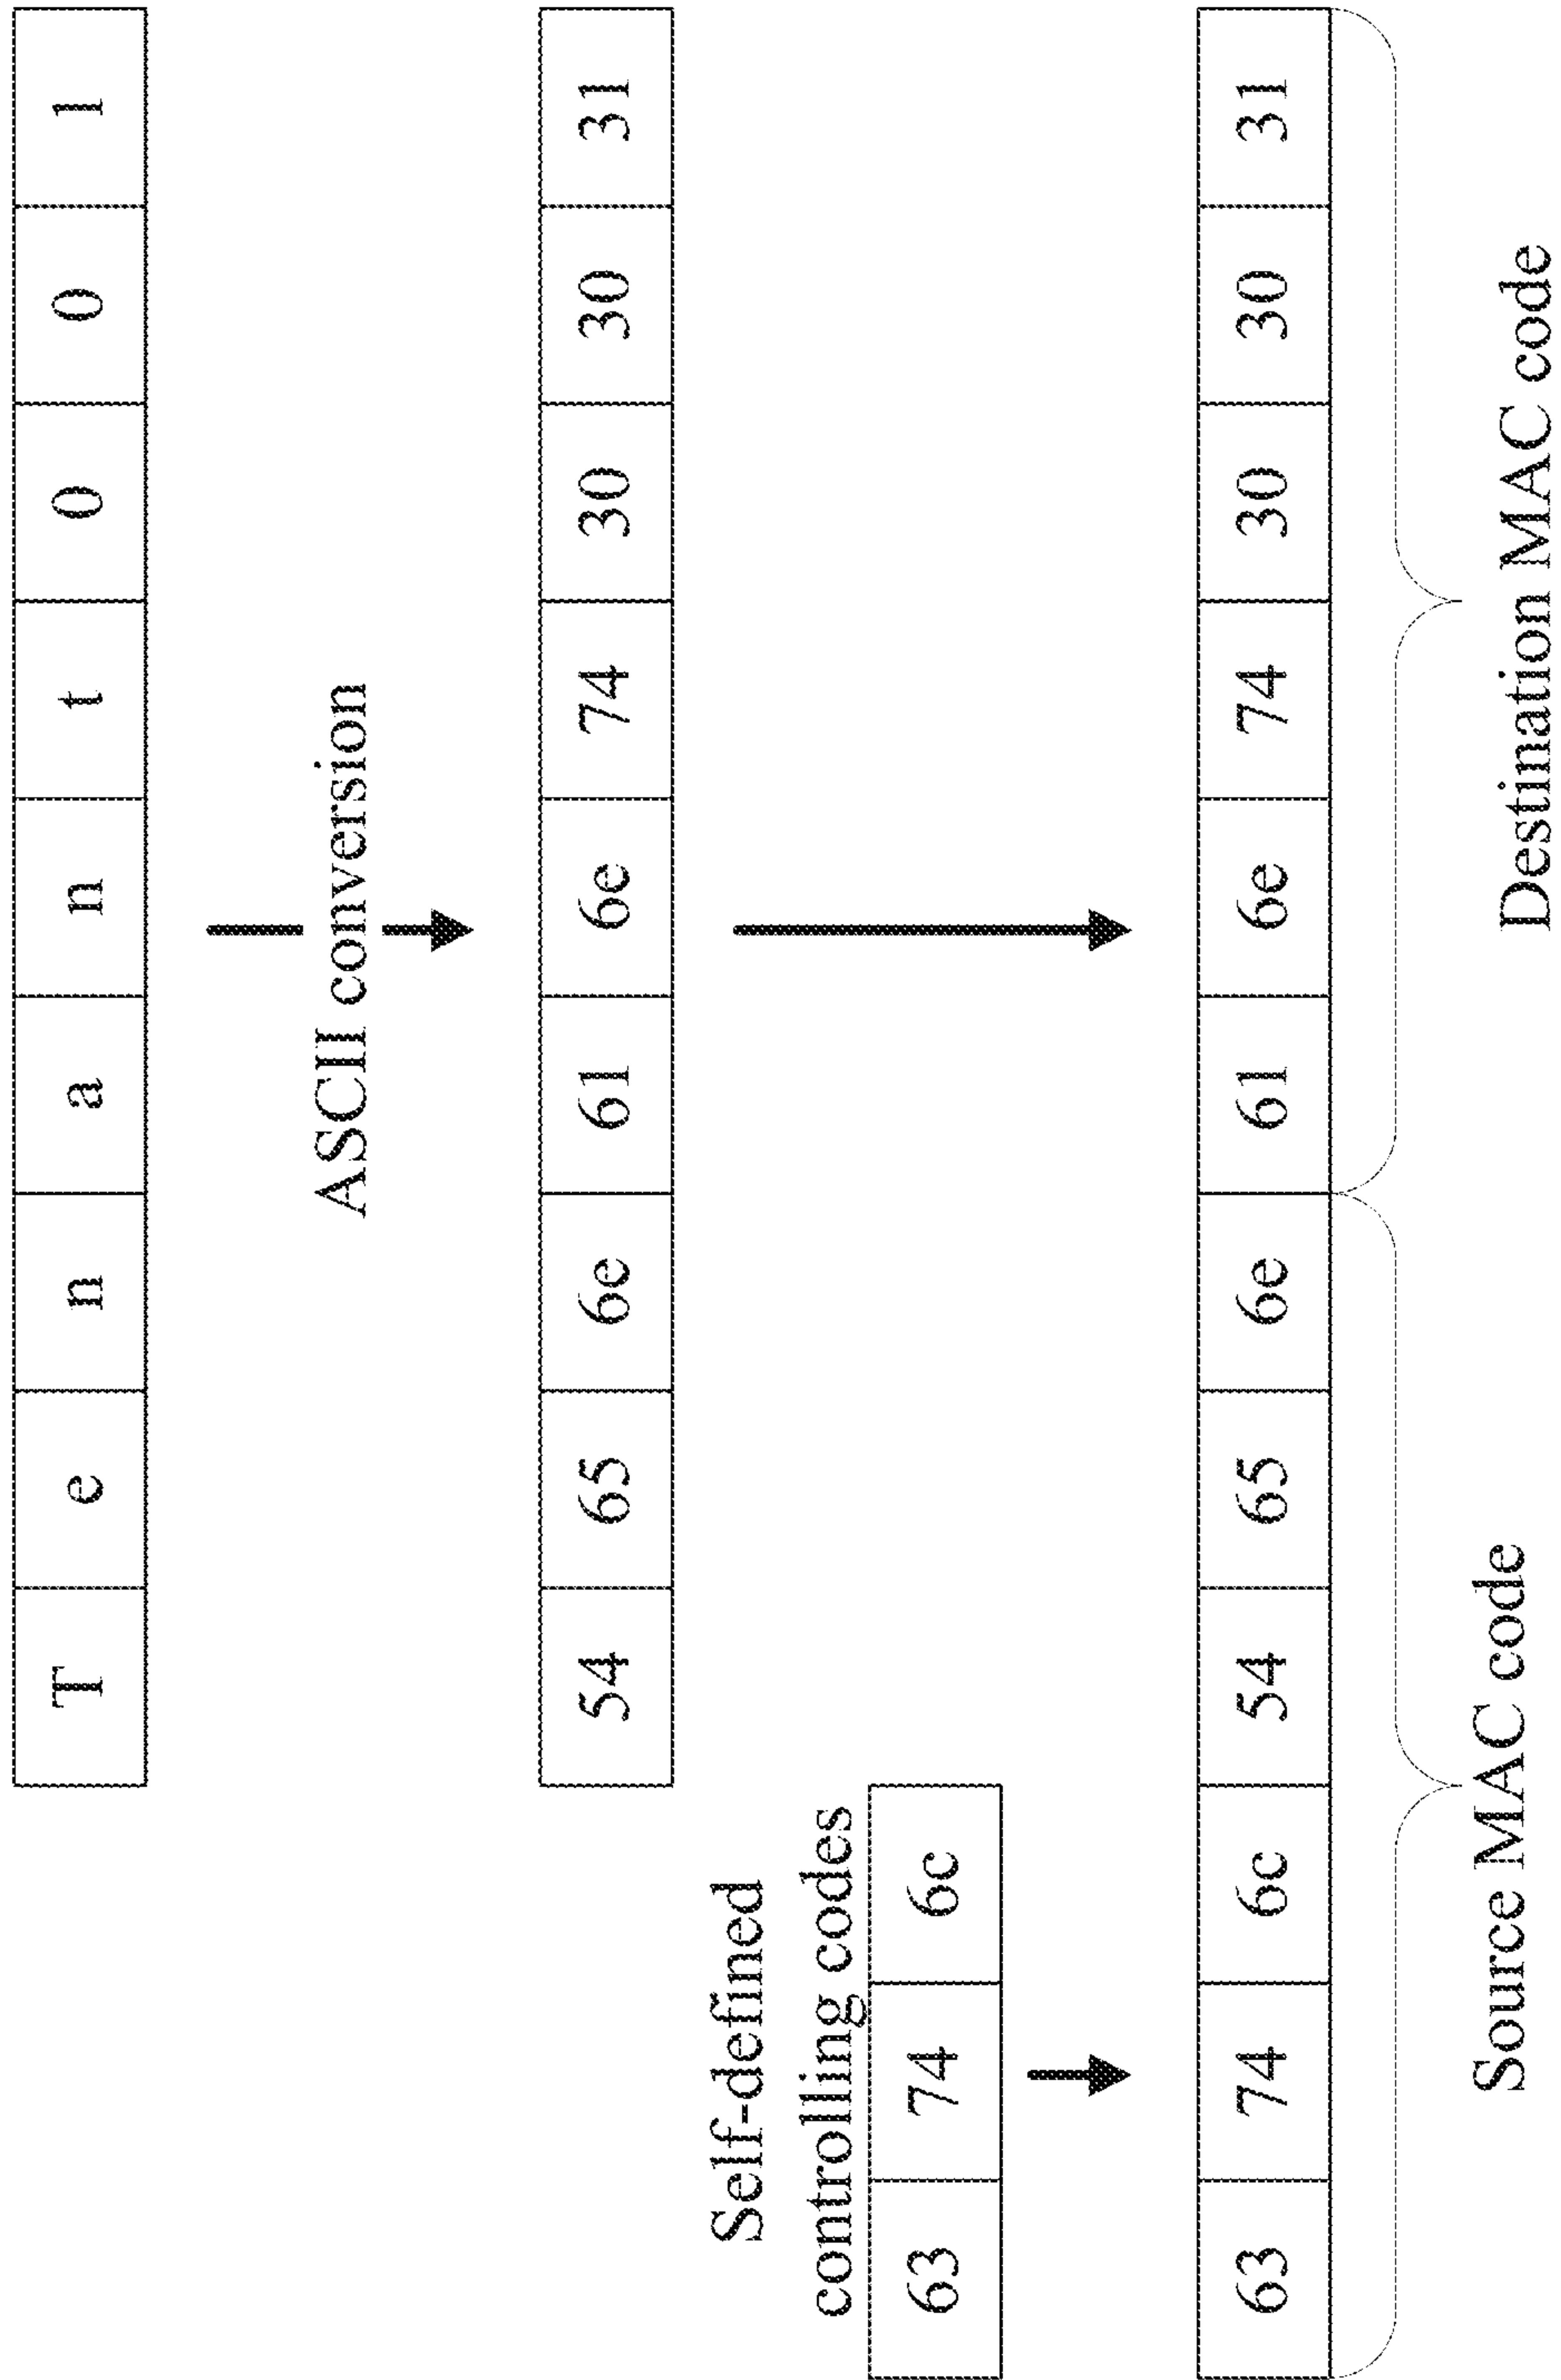 T e n a n t 0 0 1
ASCII conversion
54 65 6e 61 6e 74 30 30 31
Self-defined
controlling codes
63 74 6c
63 74 6c 54 65 6e 61 6e 74 30 30 31
Source MAC code
Destination MAC code